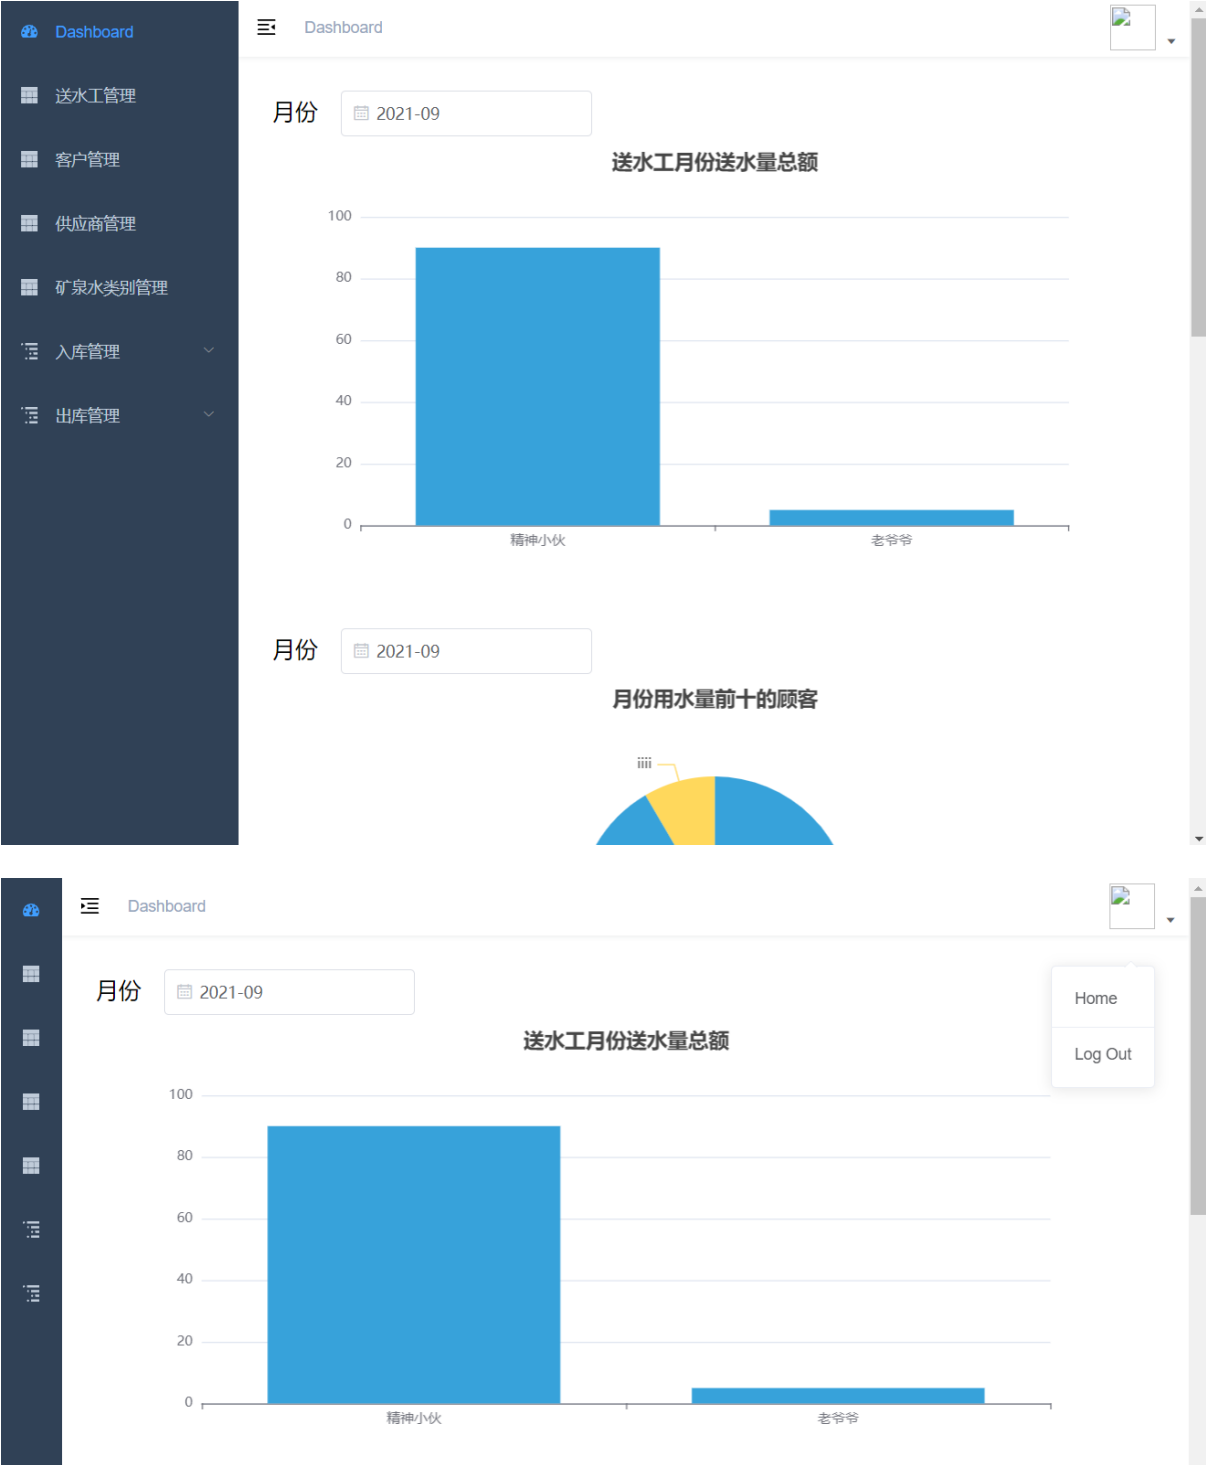 Dashboard
送水工管理
客户管理
供应商管理
矿泉水类别管理
入库管理
出库管理
Dashboard
月份
2021-09
送水工月份送水量总额
100
80
60
40
20
0
精神小伙
老爷爷
月份
2021-09
月份用水量前十的顾客
iiiii
Dashboard
月份
2021-09
Home
Log Out
送水工月份送水量总额
100
80
60
40
20
0
精神小伙
老爷爷